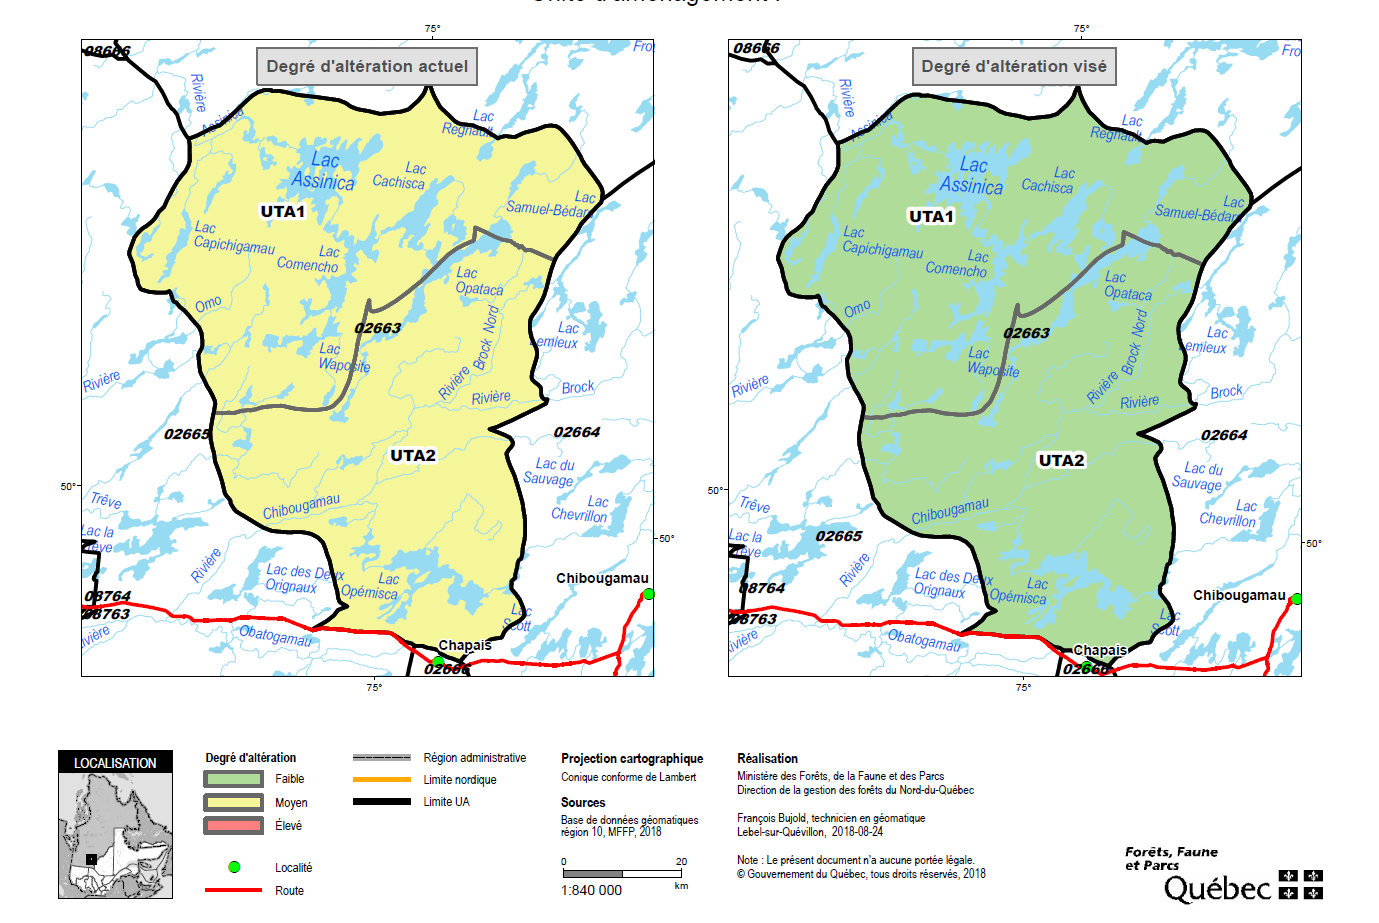 75°
08666
Degré d'altération actuel
Rivière
Assinica
Lac
Regnault
Lac
Assinica
Lac
Cachisca
UTA1
Lac
Samuel-Bédard
Lac
Capichigamau
Lac
Comencho
Lac
Opataca
Omo
02663
Lac
Lemieux
Lac
Waposite
Brock Nord
Rivière
Rivière
Rivière
Brock
02665
02664
UTA2
Lac du
Sauvage
50°
Trêve
Chibougamau
Lac
Chevrillon
Lac la
Trêve
50°
Rivière
Lac des Deux
Orignaux
Lac
Opémisca
Chibougamau
08764
08763
Lac
Scott
Rivière
Obatogamau
Chapais
02666
75°
75°
08666
Degré d'altération visé
Rivière
Assinica
Lac
Regnault
Lac
Assinica
Lac
Cachisca
UTA1
Lac
Samuel-Bédard
Lac
Capichigamau
Lac
Comencho
Lac
Opataca
Omo
02663
Lac
Lemieux
Lac
Waposite
Brock Nord
Rivière
Rivière
Rivière
Brock
02664
UTA2
Lac du
Sauvage
50°
Trêve
Chibougamau
Lac
Chevrillon
Lac la
Trêve
02665
50°
Rivière
Lac des Deux
Orignaux
Lac
Opémisca
08764
Chibougamau
08763
Lac
Scott
Rivière
Obatogamau
Chapais
02666
75°
LOCALISATION
Degré d'altération
Faible
Moyen
Élevé
Localité
Route
Région administrative
Limite nordique
Limite UA
Projection cartographique
Conique conforme de Lambert
Sources
Base de données géomatiques
région 10, MFFP, 2018
0 20
km
1:840 000
Réalisation
Ministère des Forêts, de la Faune et des Parcs
Direction de la gestion des forêts du Nord-du-Québec
François Bujold, technicien en géomatique
Lebel-sur-Quévillon, 2018-08-24
Note : Le présent document n'a aucune portée légale.
© Gouvernement du Québec, tous droits réservés, 2018
Forêts, Faune
et Parcs
Québec